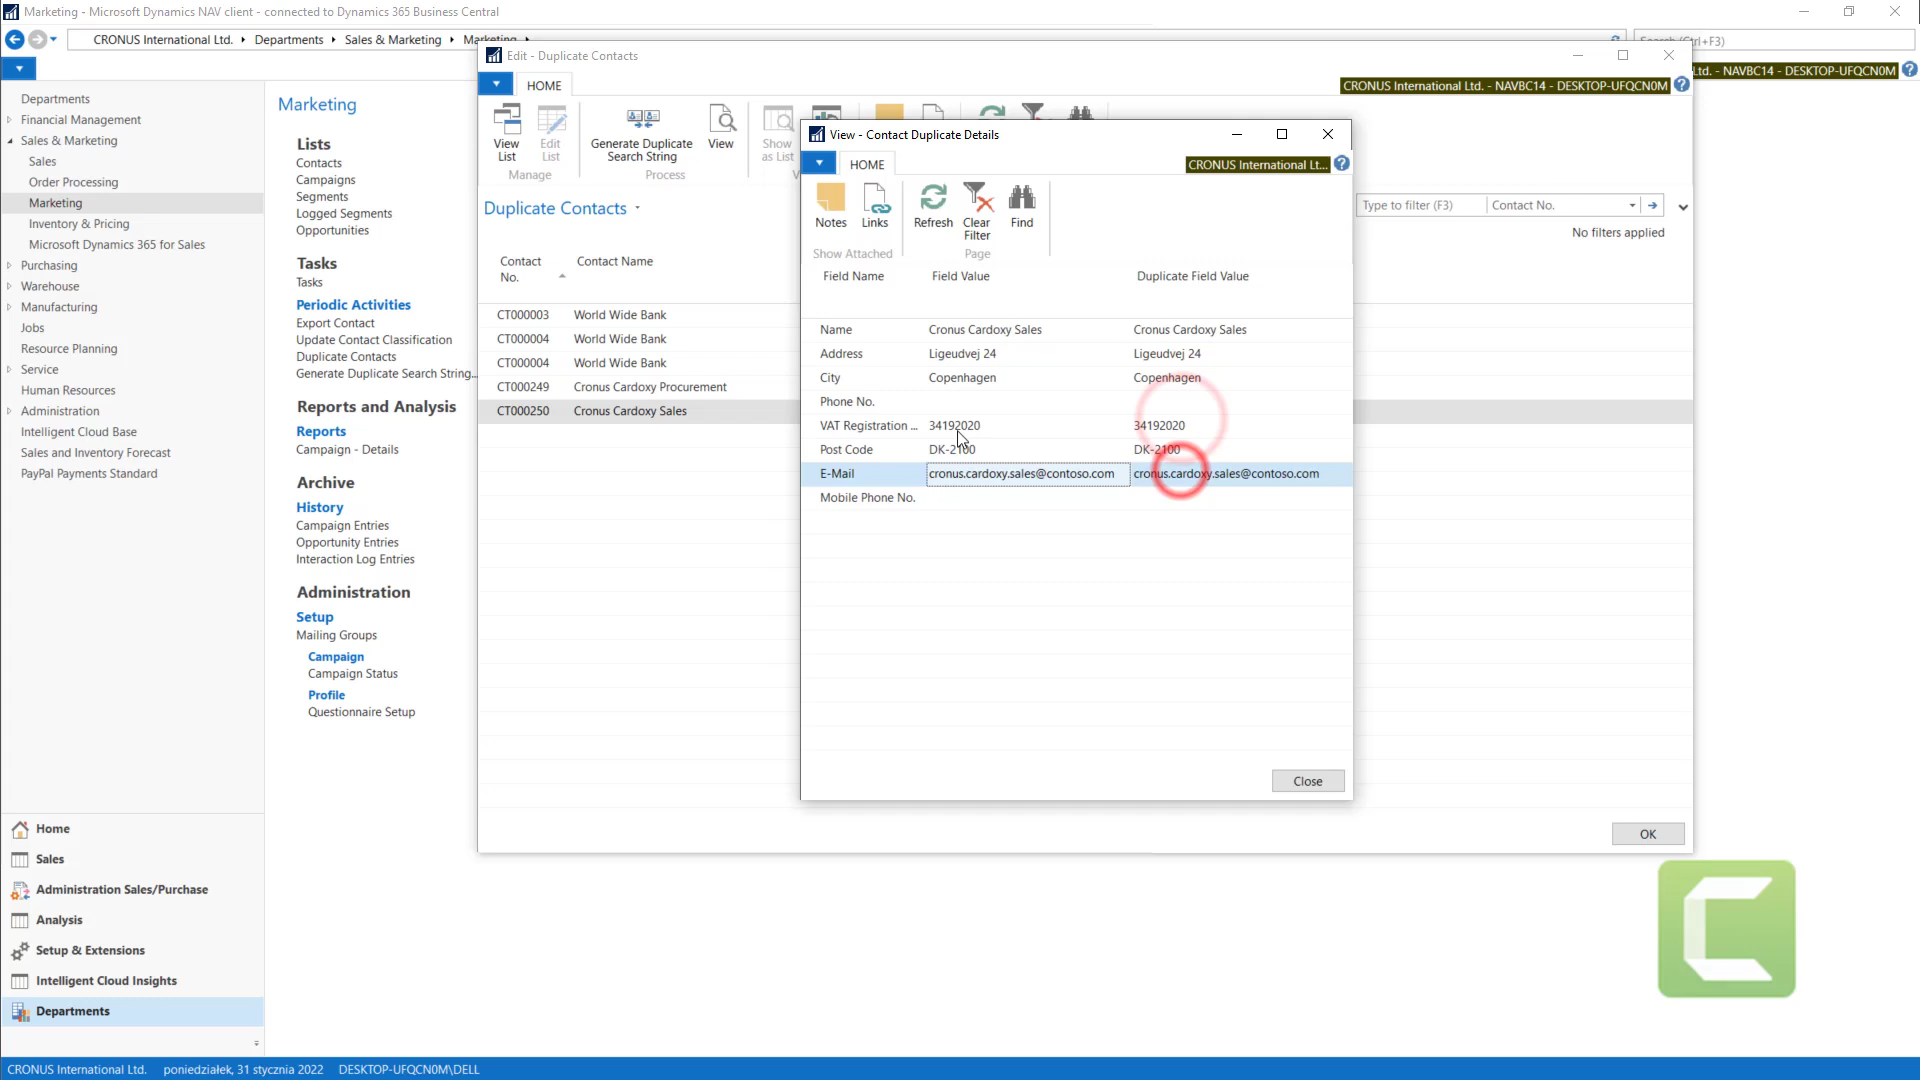 Marketing - Microsoft Dynamics NAV client - connected to Dynamics 365 Business Central
CRONUS International Ltd. Departments Sales & Marketing Marketing
Search (Ctrl+F3)
Ltd. - NAVBC14 - DESKTOP-UFQCN0M
Departments
Financial Management
Sales & Marketing
Sales
Order Processing
Marketing
Inventory & Pricing
Microsoft Dynamics 365 for Sales
Purchasing
Warehouse
Manufacturing
Jobs
Resource Planning
Service
Human Resources
Administration
Intelligent Cloud Base
Sales and Inventory Forecast
PayPal Payments Standard
Home
Sales
Administration Sales/Purchase
Analysis
Setup & Extensions
Intelligent Cloud Insights
Departments
Marketing
Lists
Contacts
Campaigns
Segments
Logged Segments
Opportunities
Tasks
Tasks
Periodic Activities
Export Contact
Update Contact Classification
Duplicate Contacts
Generate Duplicate Search String...
Reports and Analysis
Reports
Campaign - Details
Archive
History
Campaign Entries
Opportunity Entries
Interaction Log Entries
Administration
Setup
Mailing Groups
Campaign
Campaign Status
Profile
Questionnaire Setup
Edit - Duplicate Contacts
HOME
CRONUS International Ltd. - NAVBC14 - DESKTOP-UFQCN0M
View List
Edit List
Manage
Generate Duplicate Search String
View
Process
Show as List
Duplicate Contacts
Type to filter (F3) Contact No.
No filters applied
Contact No. Contact Name
CT000003 World Wide Bank
CT000004 World Wide Bank
CT000004 World Wide Bank
CT000249 Cronus Cardoxy Procurement
CT000250 Cronus Cardoxy Sales
OK
View - Contact Duplicate Details
HOME
CRONUS International Lt...
Notes Links Refresh Clear Filter Find
Show Attached Page
Field Name Field Value Duplicate Field Value
Name Cronus Cardoxy Sales Cronus Cardoxy Sales
Address Ligeudvej 24 Ligeudvej 24
City Copenhagen Copenhagen
Phone No.
VAT Registration ... 34192020 34192020
Post Code DK-2100 DK-2100
E-Mail cronus.cardoxy.sales@contoso.com cronus.cardoxy.sales@contoso.com
Mobile Phone No.
Close
CRONUS International Ltd. poniedziałek, 31 stycznia 2022 DESKTOP-UFQCN0M\DELL